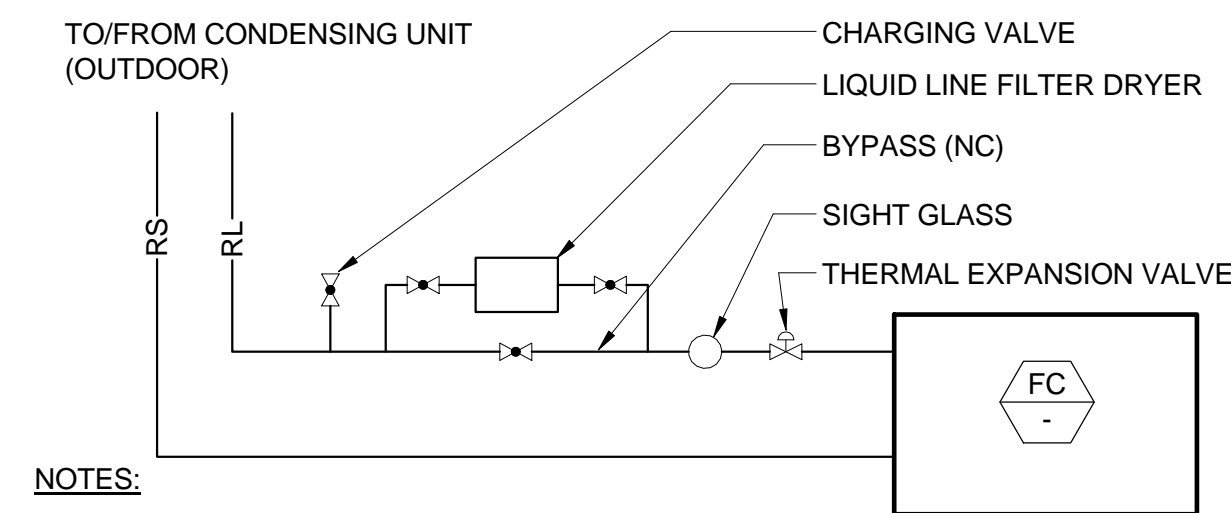 TO/FROM CONDENSING UNIT
(OUTDOOR)
CHARGING VALVE
LIQUID LINE FILTER DRYER
BYPASS (NC)
SIGHT GLASS
THERMAL EXPANSION VALVE
RS
RL
FC
-
NOTES: